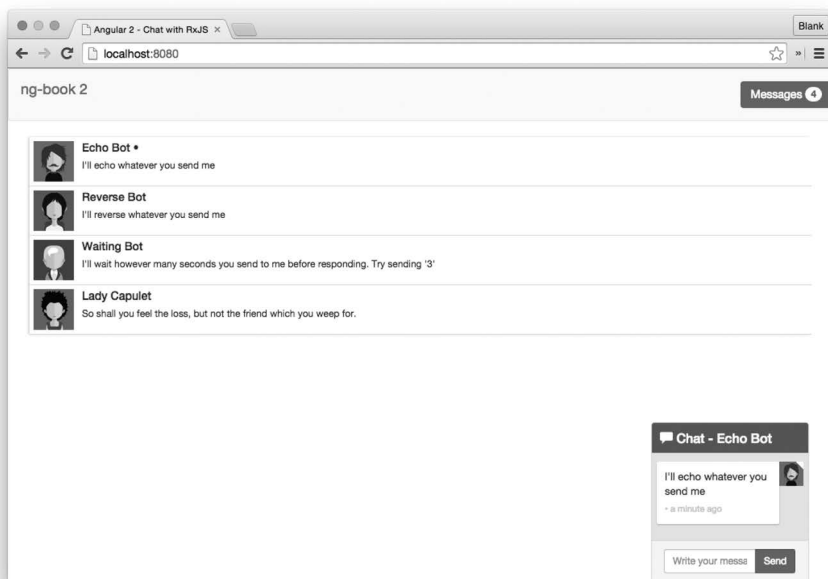 Angular 2 - Chat with RxJS
Blank
localhost:8080
ng-book 2
Messages 4
Echo Bot •
I'll echo whatever you send me
Reverse Bot
I'll reverse whatever you send me
Waiting Bot
I'll wait however many seconds you send to me before responding. Try sending '3'
Lady Capulet
So shall you feel the loss, but not the friend which you weep for.
Chat - Echo Bot
I'll echo whatever you
send me
• a minute ago
Write your messa
Send